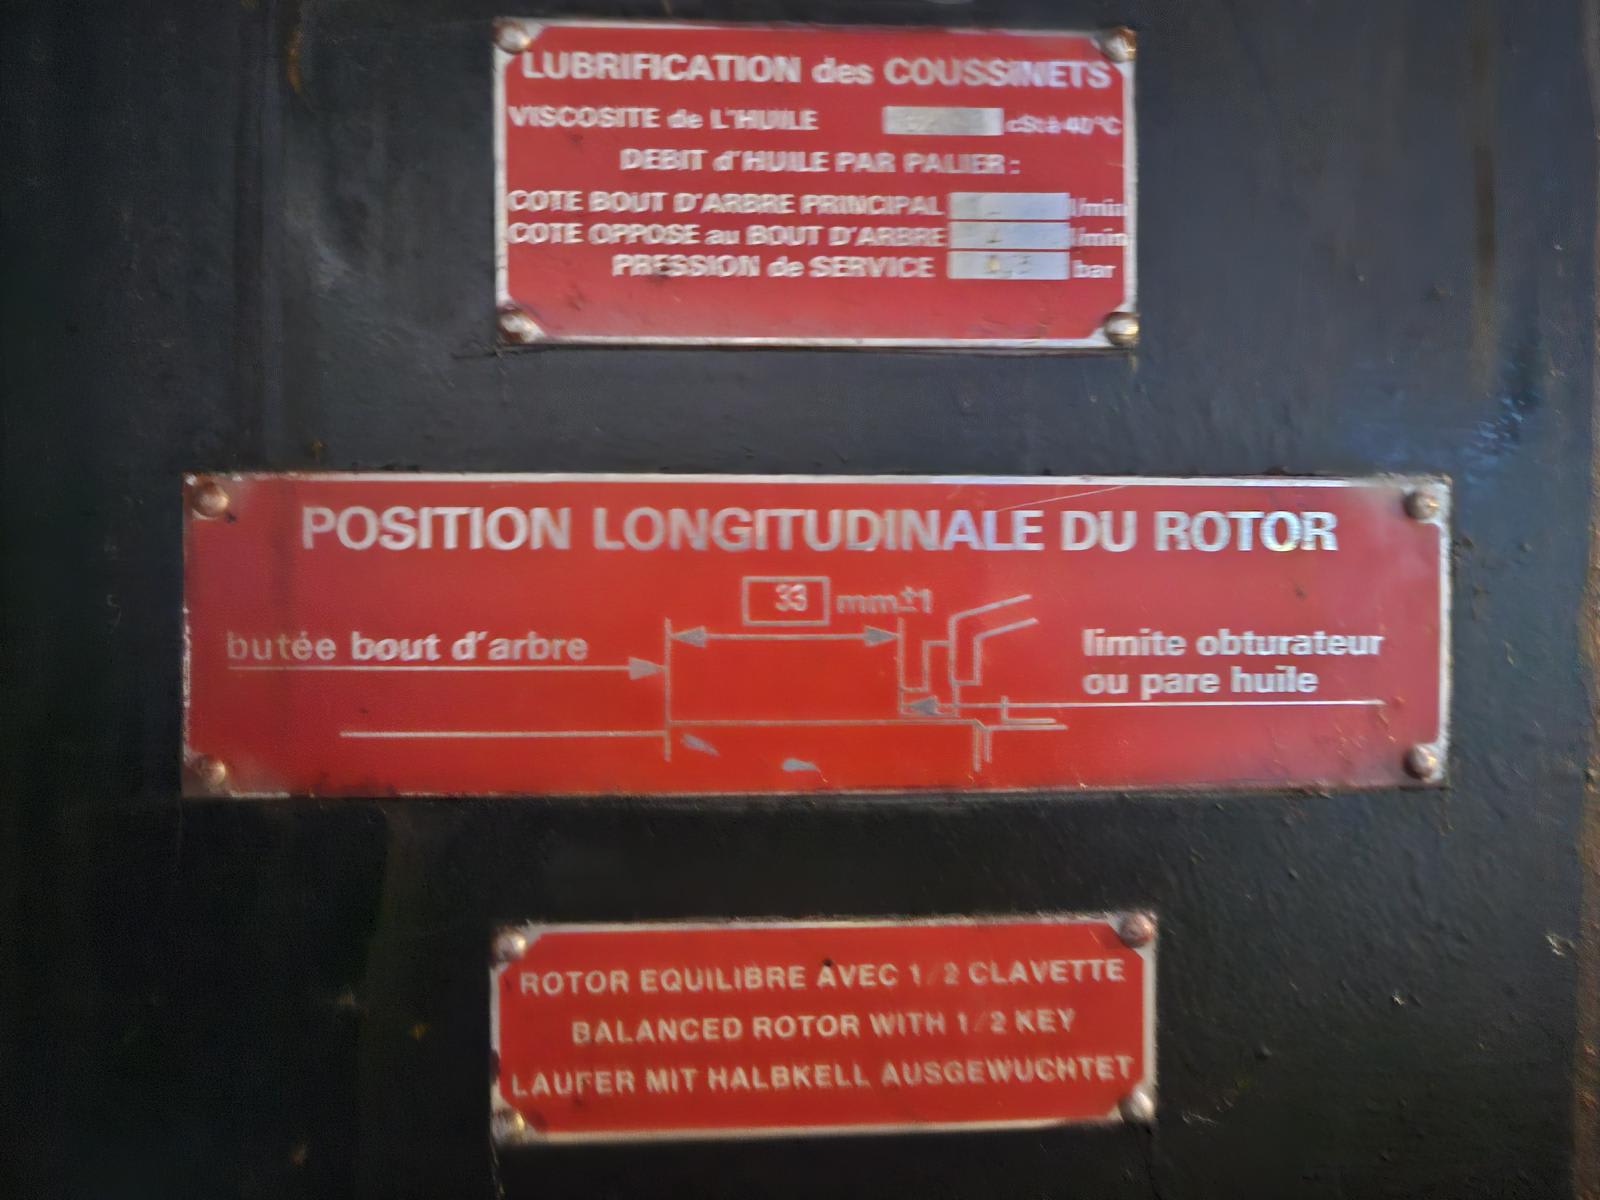 LUBRIFICATION des COUSSINETS
VISCOSITE de L'HUILE cSt à 40°C
DEBIT d'HUILE PAR PALIER :
COTE BOUT D'ARBRE PRINCIPAL l/min
COTE OPPOSE au BOUT D'ARBRE l/min
PRESSION de SERVICE bar
POSITION LONGITUDINALE DU ROTOR
33 mm±1
butée bout d'arbre
limite obturateur
ou pare huile
ROTOR EQUILIBRE AVEC 1/2 CLAVETTE
BALANCED ROTOR WITH 1/2 KEY
LAUFER MIT HALBKELL AUSGEWUCHTET